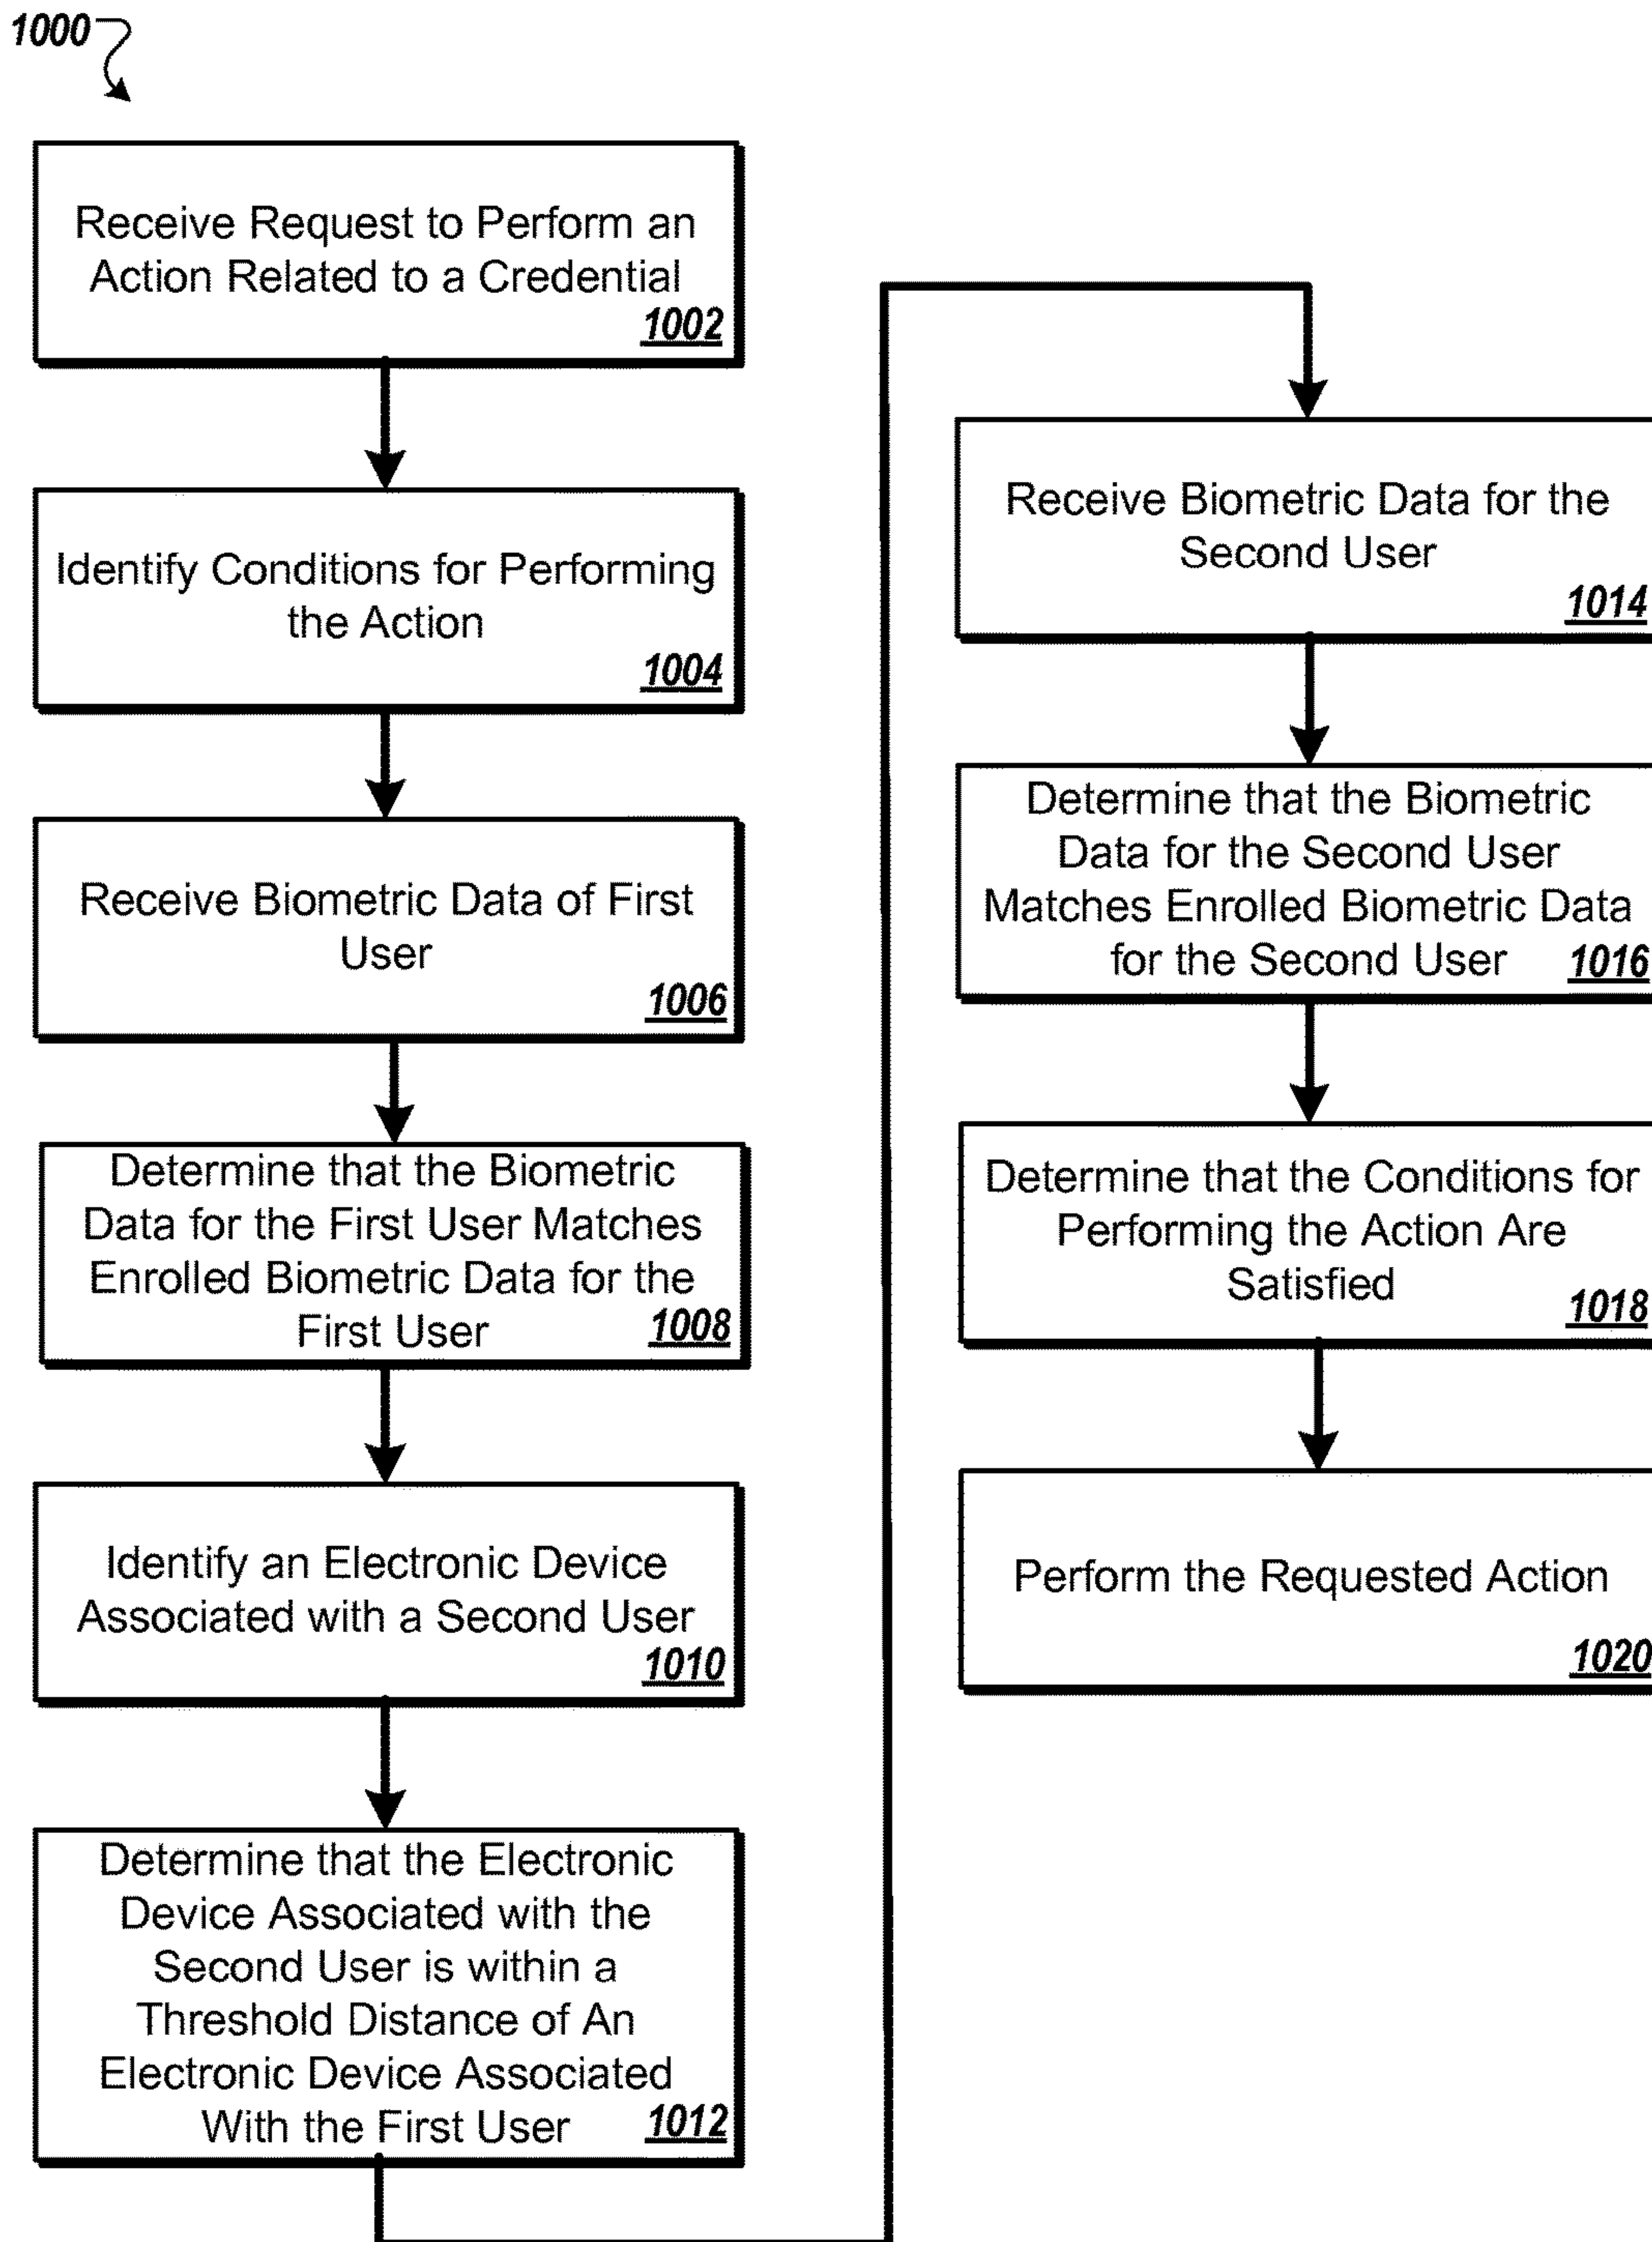 1000
Receive Request to Perform an
Action Related to a Credential
1002
Identify Conditions for Performing
the Action
1004
Receive Biometric Data of First
User
1006
Determine that the Biometric
Data for the First User Matches
Enrolled Biometric Data for the
First User 1008
Identify an Electronic Device
Associated with a Second User
1010
Determine that the Electronic
Device Associated with the
Second User is within a
Threshold Distance of An
Electronic Device Associated
With the First User 1012
Receive Biometric Data for the
Second User
1014
Determine that the Biometric
Data for the Second User
Matches Enrolled Biometric Data
for the Second User 1016
Determine that the Conditions for
Performing the Action Are
Satisfied
1018
Perform the Requested Action
1020